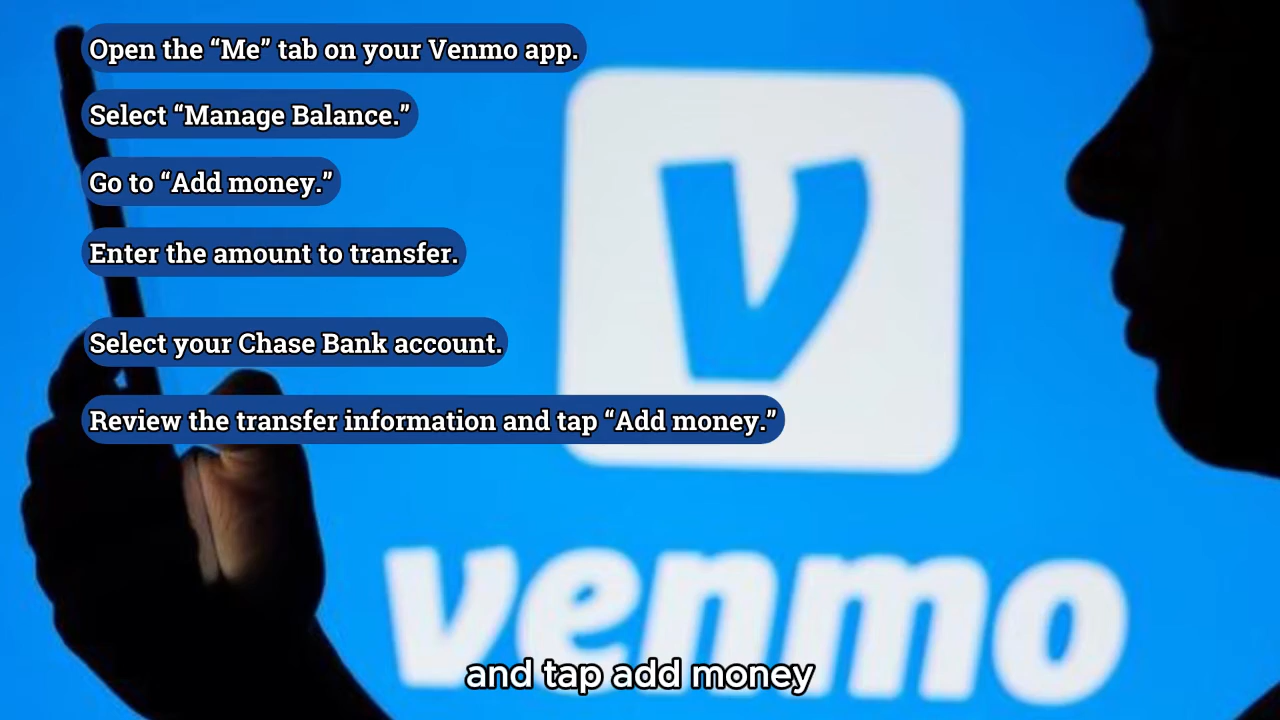 Open the “Me” tab on your Venmo app.
Select “Manage Balance.”
Go to “Add money.”
Enter the amount to transfer.
Select your Chase Bank account.
Review the transfer information and tap “Add money.”
V
venmo
and tap add money